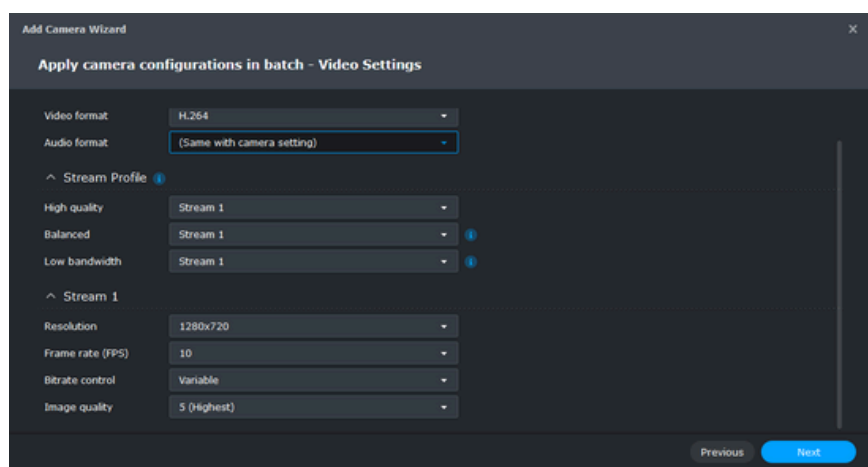 Add Camera Wizard
Apply camera configurations in batch - Video Settings
Video format H.264
Audio format (Same with camera setting)
Stream Profile
High quality Stream 1
Balanced Stream 1
Low bandwidth Stream 1
Stream 1
Resolution 1280x720
Frame rate (FPS) 10
Bitrate control Variable
Image quality 5 (Highest)
Previous Next